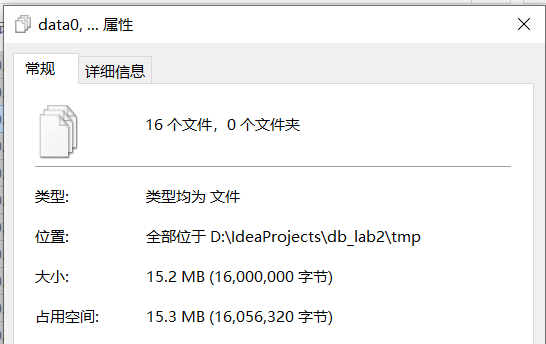 data0, ... 属性
常规
详细信息
16 个文件，0 个文件夹
类型:
类型均为 文件
位置:
全部位于 D:\IdeaProjects\db_lab2\tmp
大小:
15.2 MB (16,000,000 字节)
占用空间:
15.3 MB (16,056,320 字节)